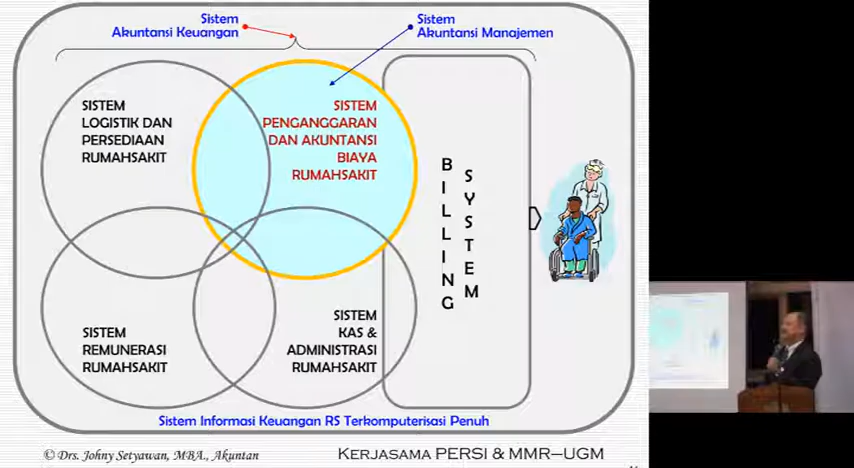 Sistem
Akuntansi Keuangan
Sistem
Akuntansi Manajemen
SISTEM
LOGISTIK DAN
PERSEDIAAN
RUMAHSAKIT
SISTEM
PENGANGGARAN
DAN AKUNTANSI
BIAYA
RUMAHSAKIT
BILLING
SYSTEM
SISTEM
REMUNERASI
RUMAHSAKIT
SISTEM
KAS &
ADMINISTRASI
RUMAHSAKIT
Sistem Informasi Keuangan RS Terkomputerisasi Penuh
© Drs. Johny Setyawan, MBA., Akuntan
KERJASAMA PERSI & MMR–UGM